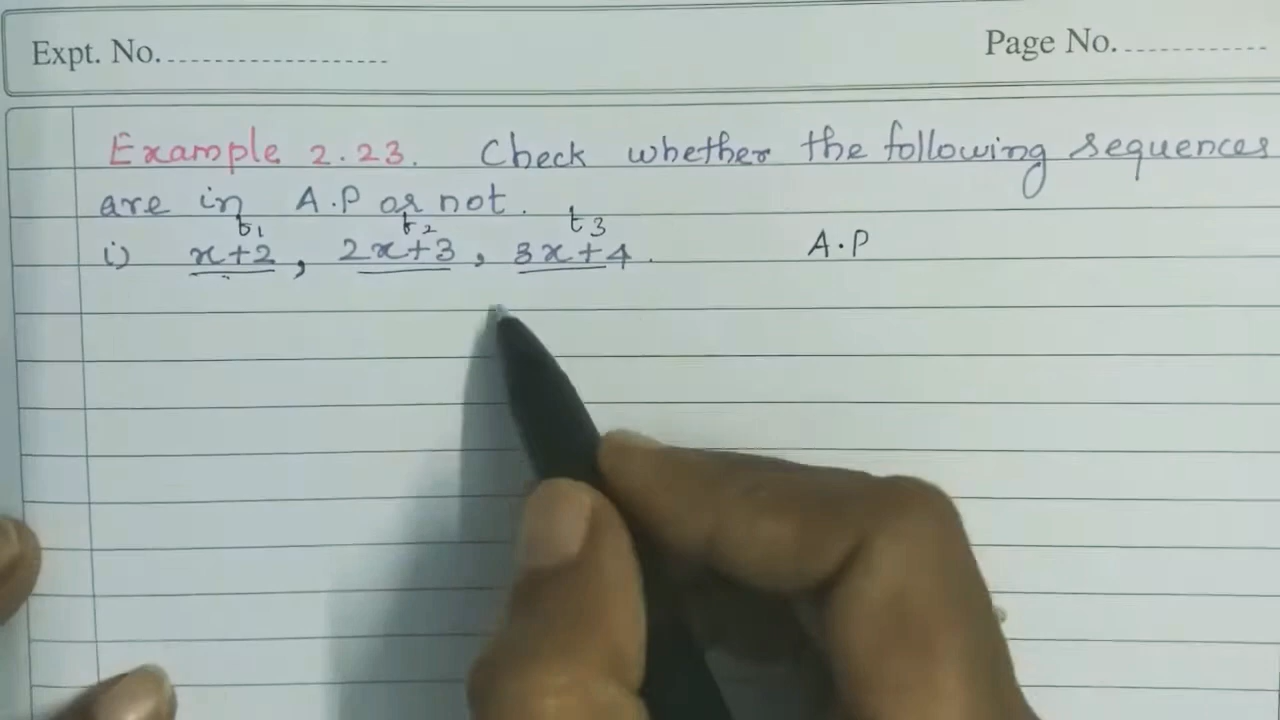 Expt. No.
Page No.
Example 2.23. Check whether the following sequences
are in A.P or not.
t1 t2 t3
i) x+2, 2x+3, 3x+4. A.P